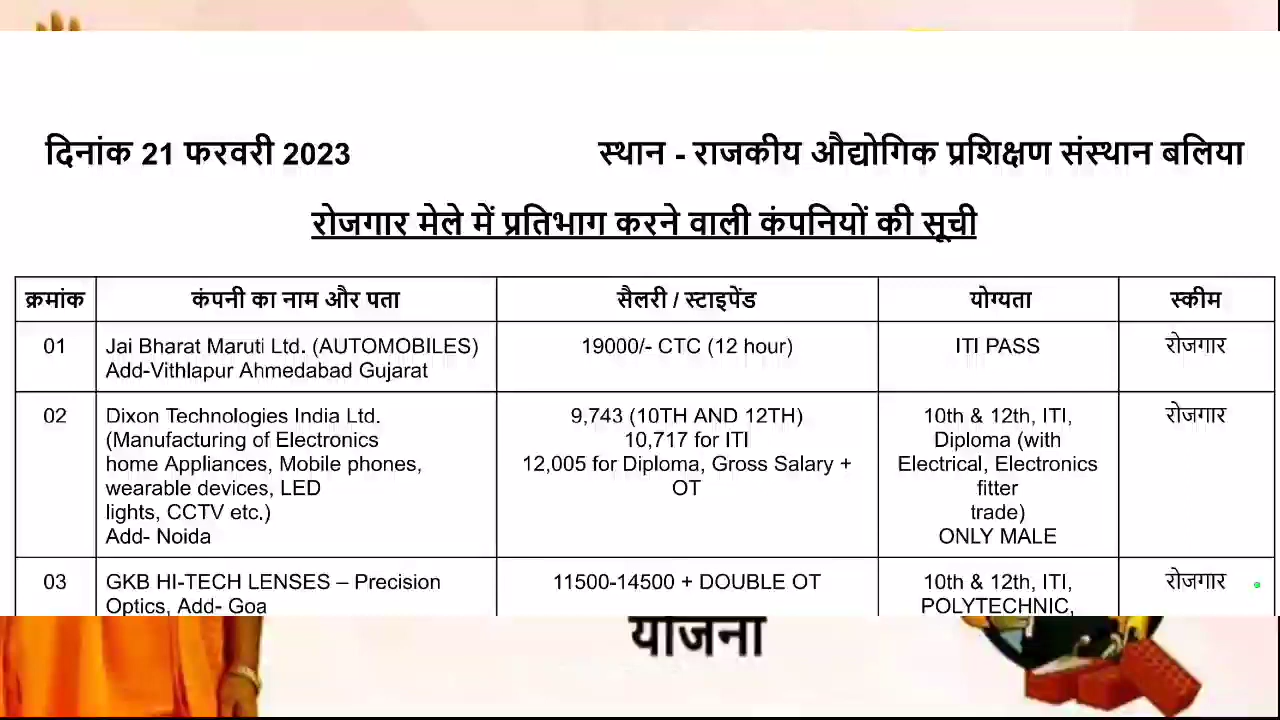 दिनांक 21 फरवरी 2023
स्थान - राजकीय औद्योगिक प्रशिक्षण संस्थान बलिया
रोजगार मेले में प्रतिभाग करने वाली कंपनियों की सूची
क्रमांक
कंपनी का नाम और पता
सैलरी / स्टाइपेंड
योग्यता
स्कीम
01
Jai Bharat Maruti Ltd. (AUTOMOBILES)
Add-Vithlapur Ahmedabad Gujarat
19000/- CTC (12 hour)
ITI PASS
रोजगार
02
Dixon Technologies India Ltd.
(Manufacturing of Electronics
home Appliances, Mobile phones,
wearable devices, LED
lights, CCTV etc.)
Add- Noida
9,743 (10TH AND 12TH)
10,717 for ITI
12,005 for Diploma, Gross Salary +
OT
10th & 12th, ITI,
Diploma (with
Electrical, Electronics
fitter
trade)
ONLY MALE
रोजगार
03
GKB HI-TECH LENSES – Precision
Optics, Add- Goa
11500-14500 + DOUBLE OT
10th & 12th, ITI,
POLYTECHNIC,
रोजगार
योजना